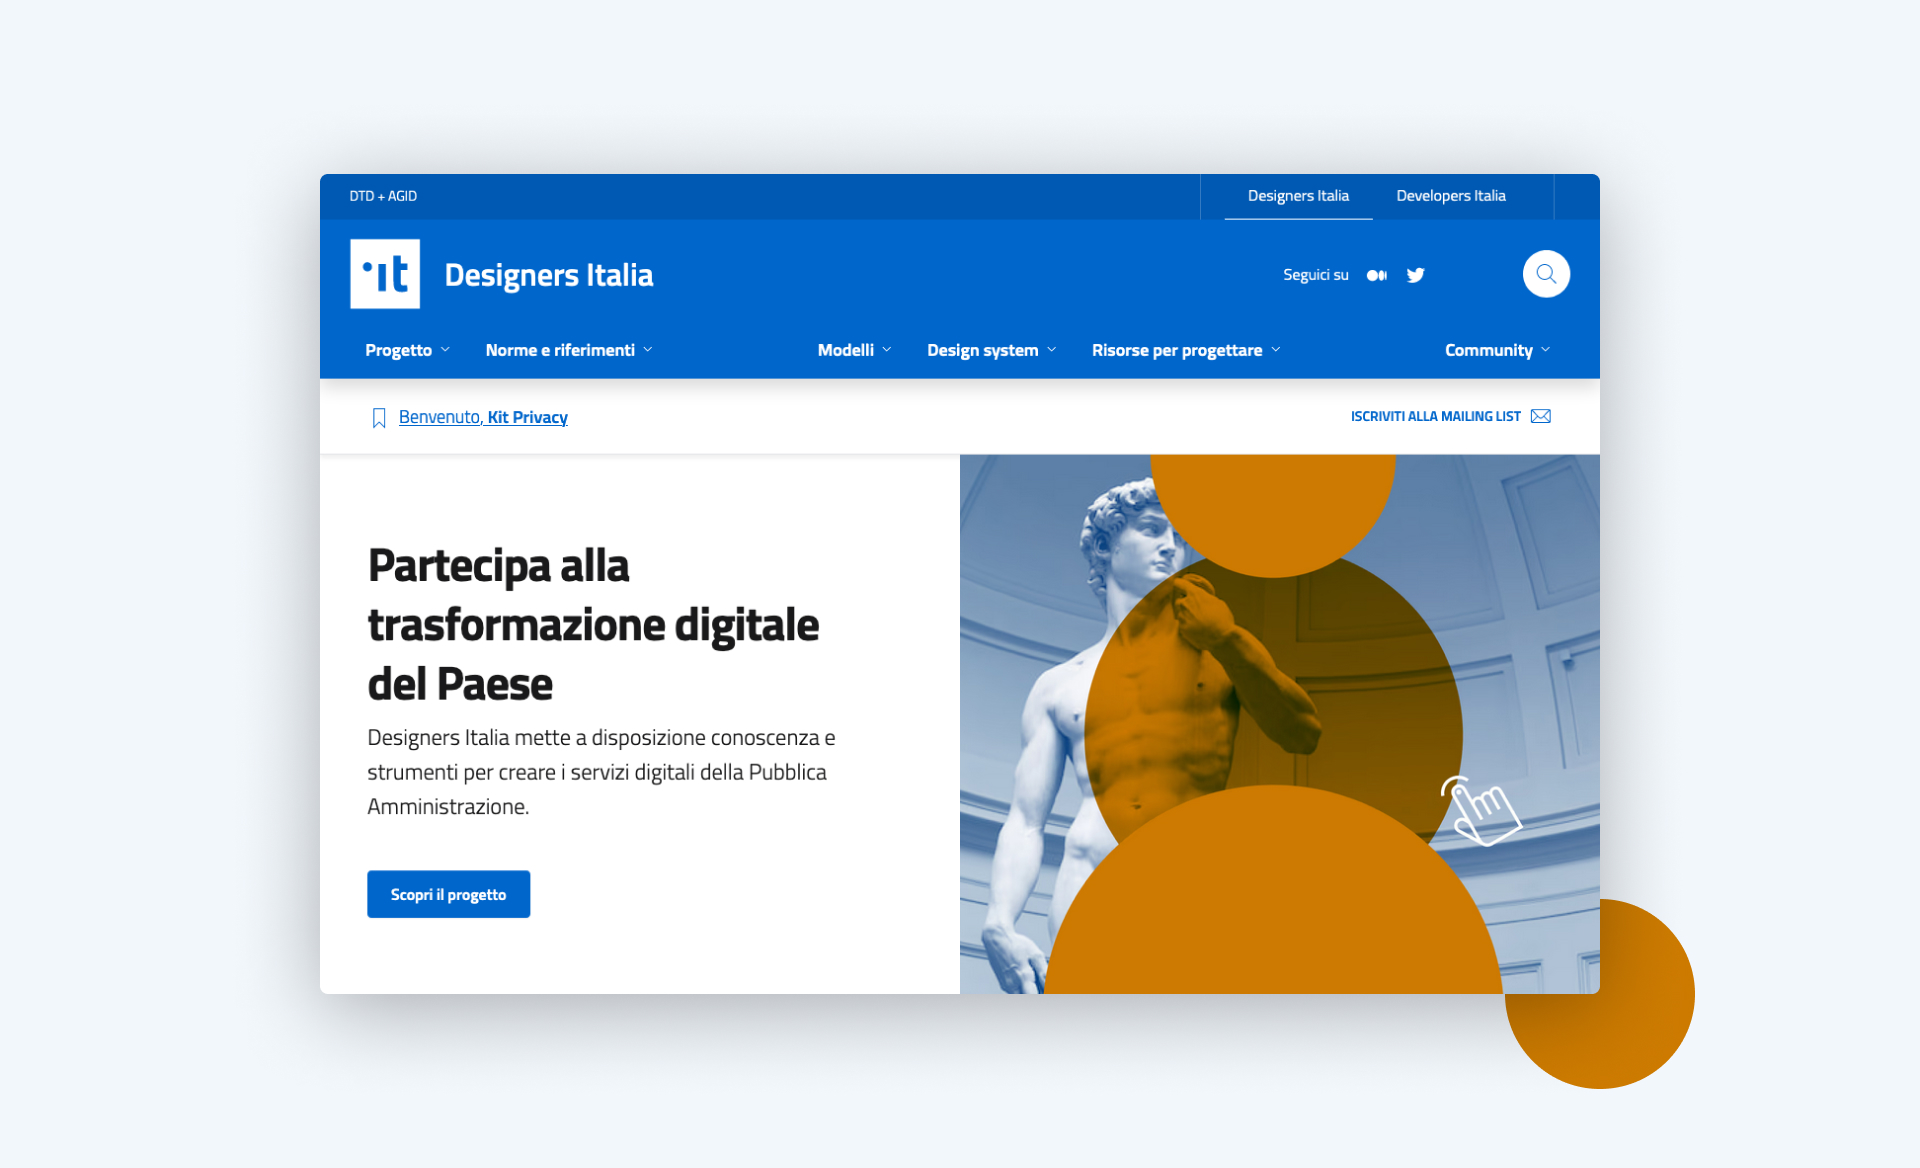 DTD + AGID
Designers Italia
Developers Italia
it
Designers Italia
Seguici su
Progetto
Norme e riferimenti
Modelli
Design system
Risorse per progettare
Community
Benvenuto, Kit Privacy
ISCRIVITI ALLA MAILING LIST
Partecipa alla
trasformazione digitale
del Paese
Designers Italia mette a disposizione conoscenza e
strumenti per creare i servizi digitali della Pubblica
Amministrazione.
Scopri il progetto